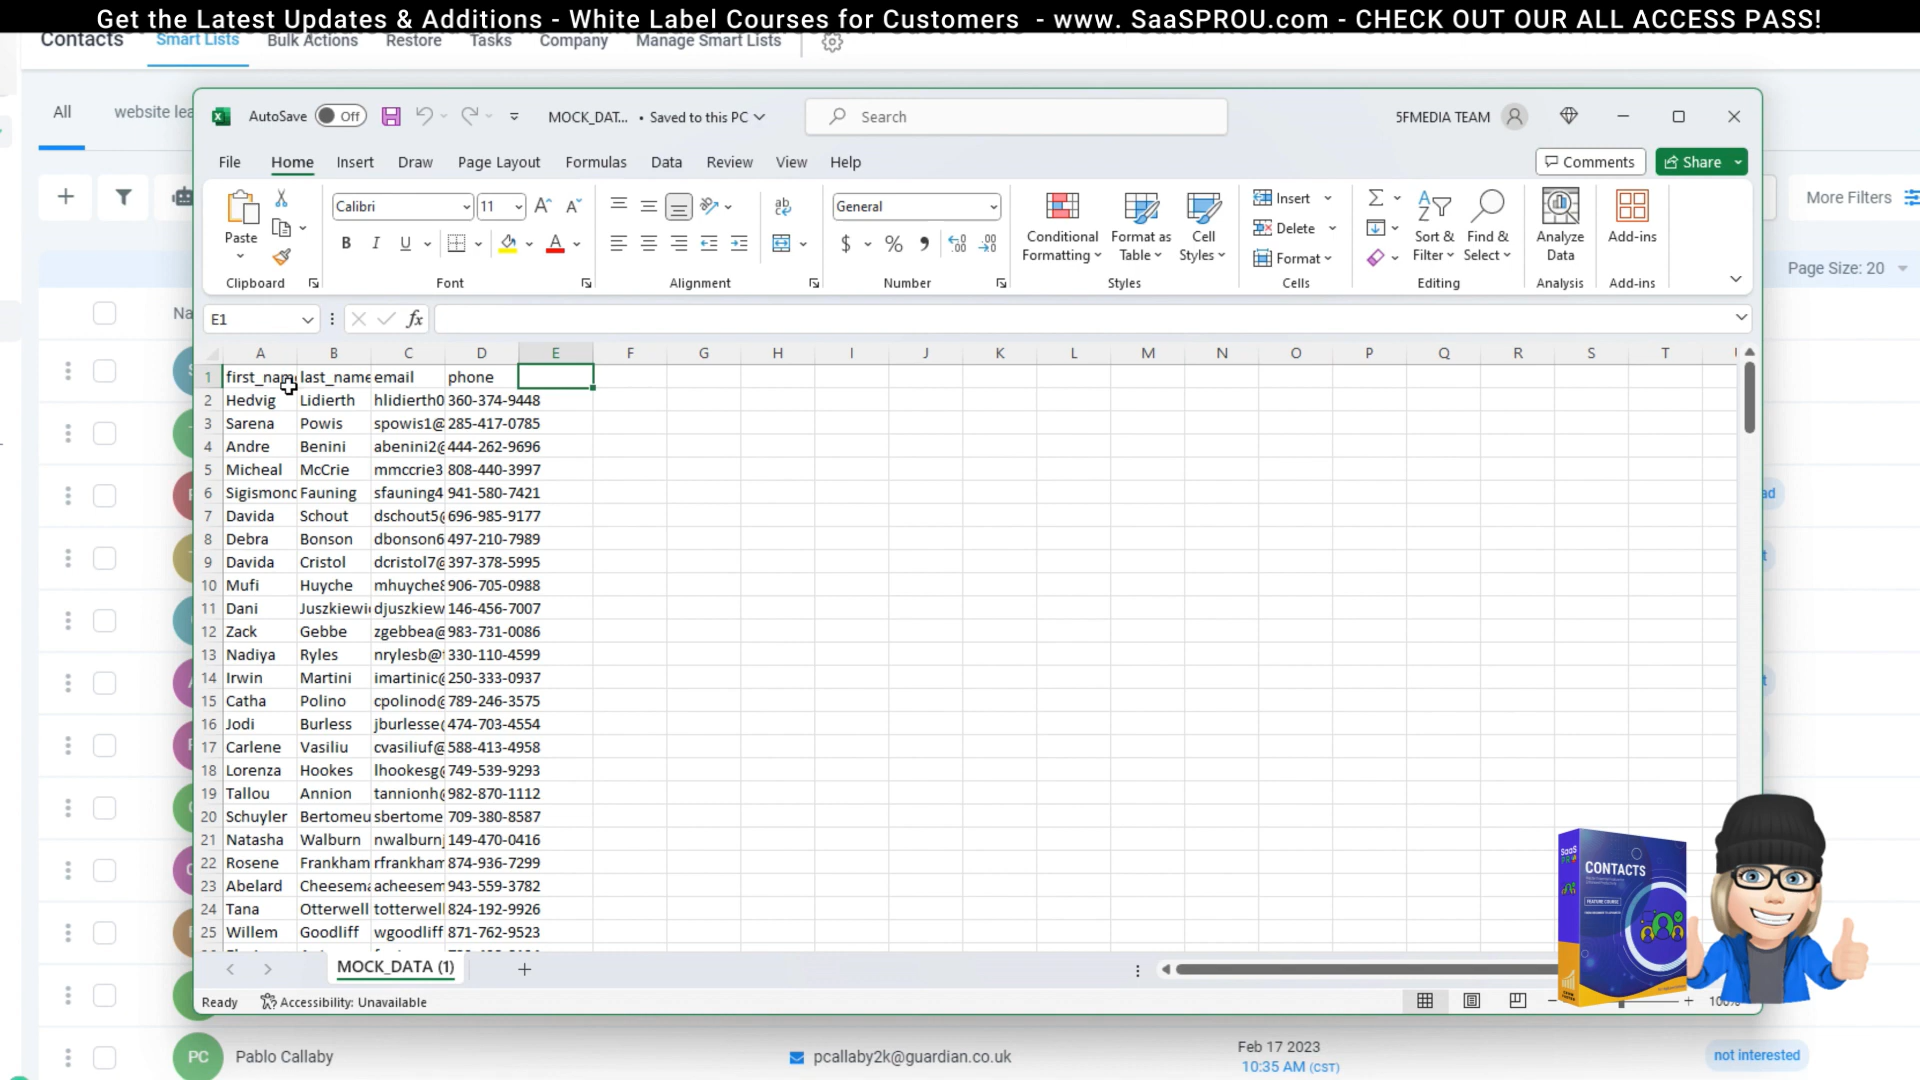 Get the Latest Updates & Additions - White Label Courses for Customers - www. SaaSPROU.com - CHECK OUT OUR ALL ACCESS PASS!
Contacts Smart Lists Bulk Actions Restore Tasks Company Manage Smart Lists
All website lea
AutoSave Off MOCK_DAT... • Saved to this PC Search 5FMEDIA TEAM
File Home Insert Draw Page Layout Formulas Data Review View Help Comments Share
Paste Calibri 11 General Conditional Formatting Format as Table Cell Styles Insert Delete Format Sort & Filter Find & Select Analyze Data Add-ins
Clipboard Font Alignment Number Styles Cells Editing Analysis Add-ins
More Filters
Page Size: 20
Na
E1 fx
A B C D E F G H I J K L M N O P Q R S T
1 first_nam last_name email phone
2 Hedvig Lidierth hlidierth0 360-374-9448
3 Sarena Powis spowis1@ 285-417-0785
4 Andre Benini abenini2@ 444-262-9696
5 Micheal McCrie mmccrie3 808-440-3997
6 Sigismond Fauning sfauning4 941-580-7421
7 Davida Schout dschout5@ 696-985-9177
8 Debra Bonson dbonson6 497-210-7989
9 Davida Cristol dcristol7@ 397-378-5995
10 Mufi Huyche mhuyche8 906-705-0988
11 Dani Juszkiewi djuszkiew 146-456-7007
12 Zack Gebbe zgebbea@ 983-731-0086
13 Nadiya Ryles nrylesb@ 330-110-4599
14 Irwin Martini imartinic@ 250-333-0937
15 Catha Polino cpolinod@ 789-246-3575
16 Jodi Burless jburlesse@ 474-703-4554
17 Carlene Vasiliu cvasiliuf@ 588-413-4958
18 Lorenza Hookes lhookesg@ 749-539-9293
19 Tallou Annion tannionh@ 982-870-1112
20 Schuyler Bertomeu sbertome 709-380-8587
21 Natasha Walburn nwalburnj 149-470-0416
22 Rosene Frankham rfrankham 874-936-7299
23 Abelard Cheesema acheesem 943-559-3782
24 Tana Otterwell totterwell 824-192-9926
25 Willem Goodliff wgoodliff 871-762-9523
MOCK_DATA (1)
Ready Accessibility: Unavailable
SaaS PRO
CONTACTS
FEATURE COURSE
PC Pablo Callaby pcallaby2k@guardian.co.uk Feb 17 2023 10:35 AM (CST) not interested